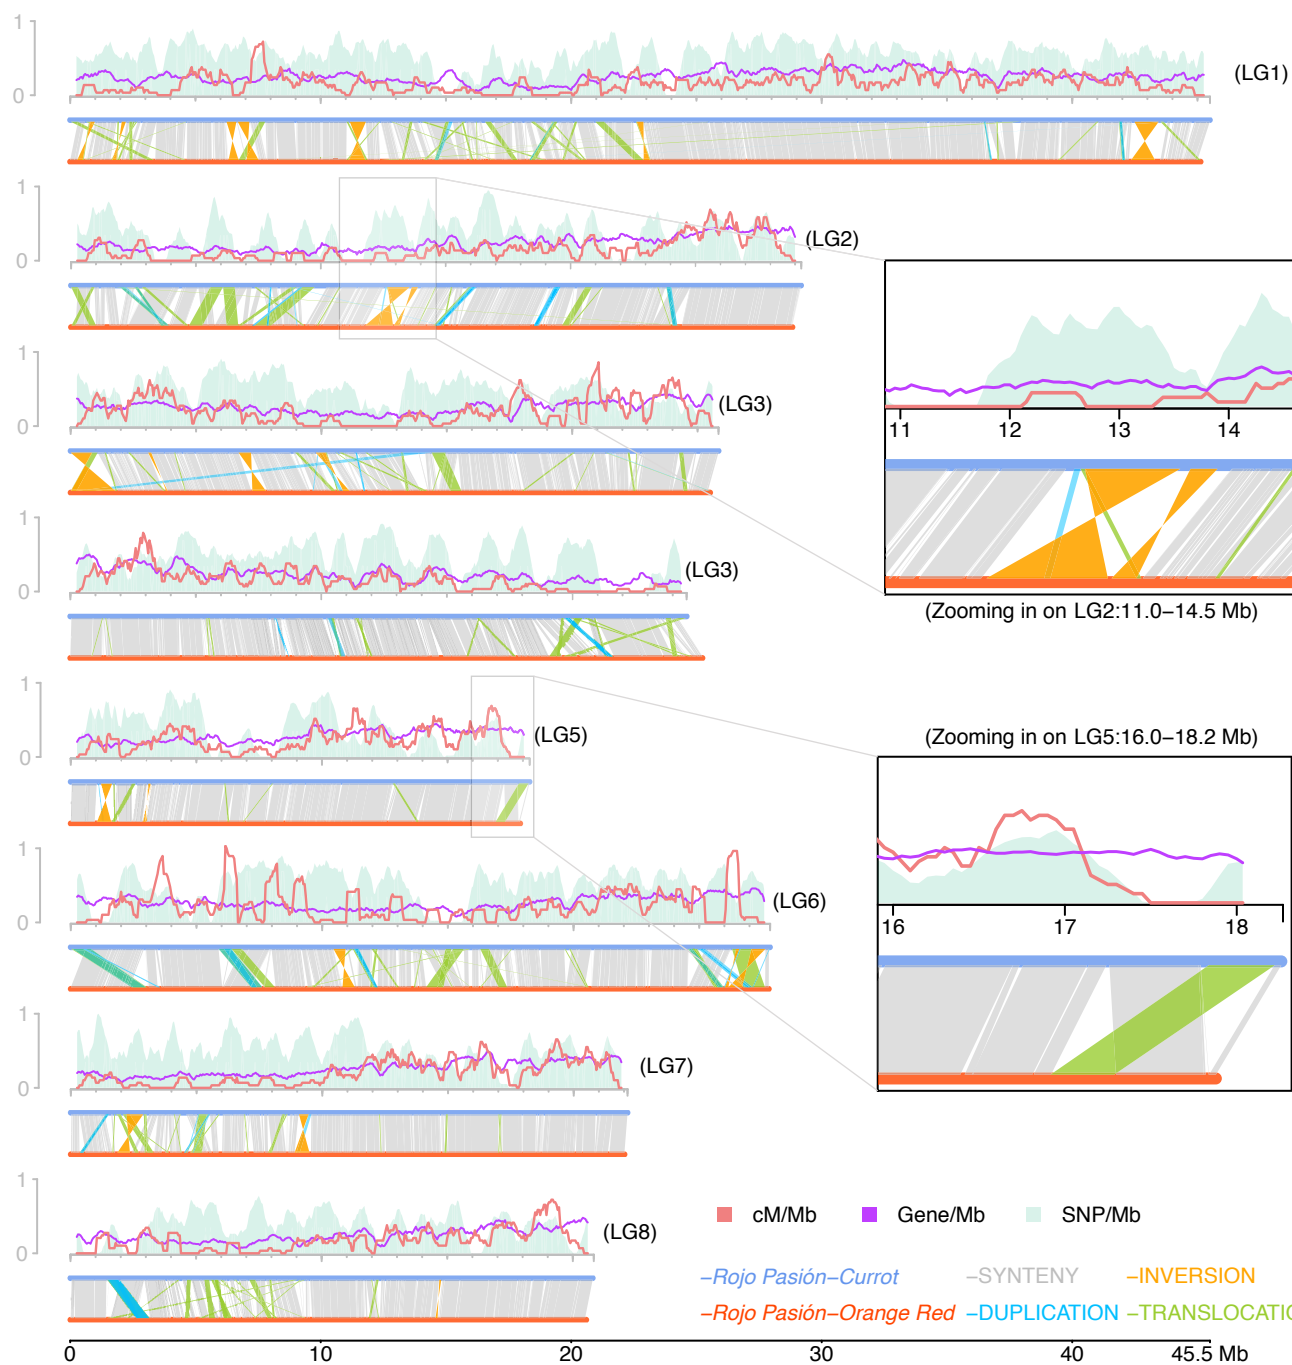 1
0
(LG1)
1
0
(LG2)
1
0
(LG3)
11 12 13 14
(Zooming in on LG2:11.0–14.5 Mb)
1
0
(LG3)
1
0
(LG5)
(Zooming in on LG5:16.0–18.2 Mb)
1
0
(LG6)
16 17 18
1
0
(LG7)
1
0
(LG8)
cM/Mb Gene/Mb SNP/Mb
–Rojo Pasión–Currot –SYNTENY –INVERSION
–Rojo Pasión–Orange Red –DUPLICATION –TRANSLOCATIO
0 10 20 30 40 45.5 Mb